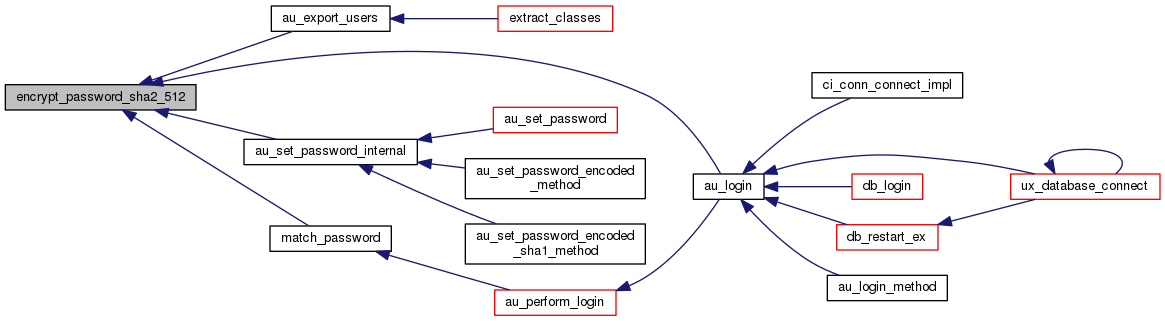 au_export_users
extract_classes
encrypt_password_sha2_512
ci_conn_connect_impl
au_set_password
au_set_password_internal
au_set_password_encoded
_method
au_login
db_login
ux_database_connect
match_password
au_set_password_encoded
_sha1_method
db_restart_ex
au_login_method
au_perform_login